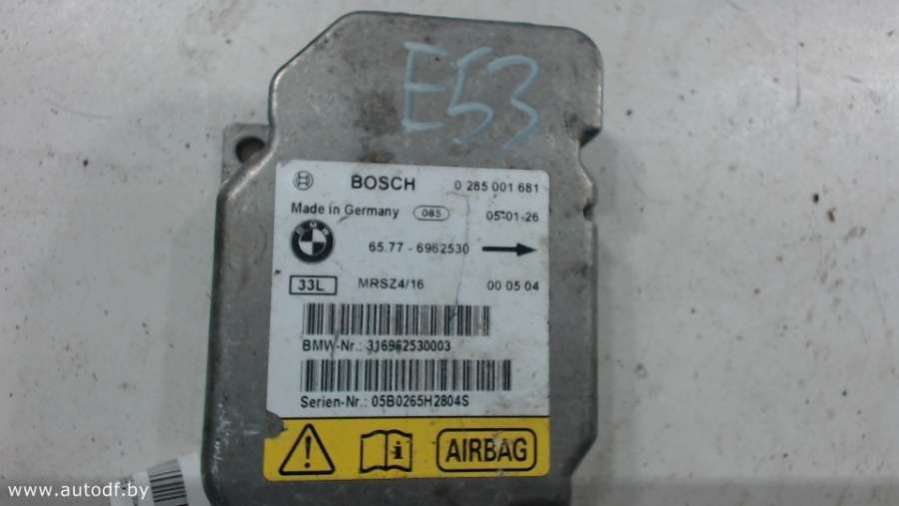 E53
BOSCH 0 285 001 681
Made in Germany 085 05-01-26
BMW
65.77 - 6962530
33L MRSZ4/16 00 05 04
BMW-Nr.: 316962530003
Serien-Nr.: 05B0265H2804S
AIRBAG
www.autodf.by